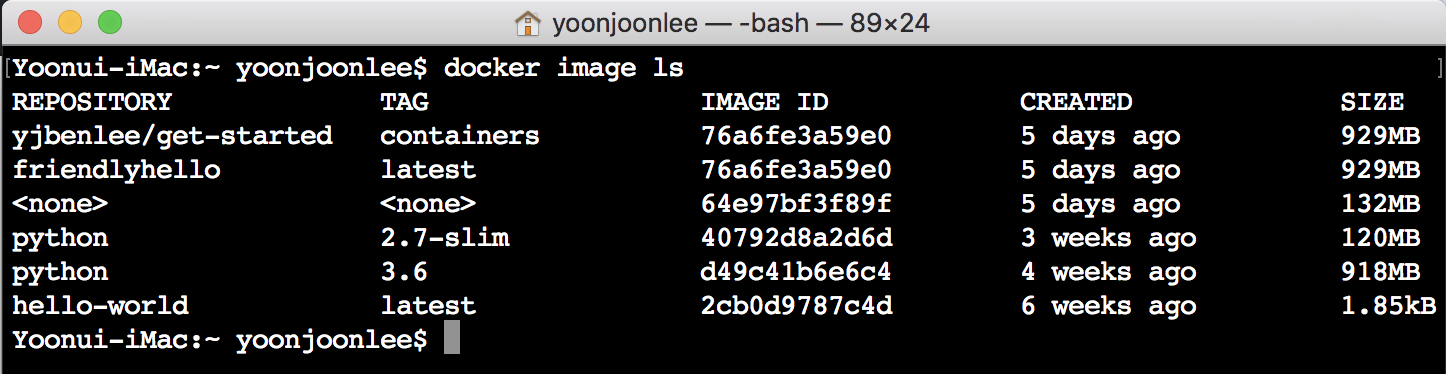 yoonjoonlee — -bash — 89×24
[Yoonui-iMac:~ yoonjoonlee$ docker image ls ]
REPOSITORY TAG IMAGE ID CREATED SIZE
yjbenlee/get-started containers 76a6fe3a59e0 5 days ago 929MB
friendlyhello latest 76a6fe3a59e0 5 days ago 929MB
<none> <none> 64e97bf3f89f 5 days ago 132MB
python 2.7-slim 40792d8a2d6d 3 weeks ago 120MB
python 3.6 d49c41b6e6c4 4 weeks ago 918MB
hello-world latest 2cb0d9787c4d 6 weeks ago 1.85kB
Yoonui-iMac:~ yoonjoonlee$